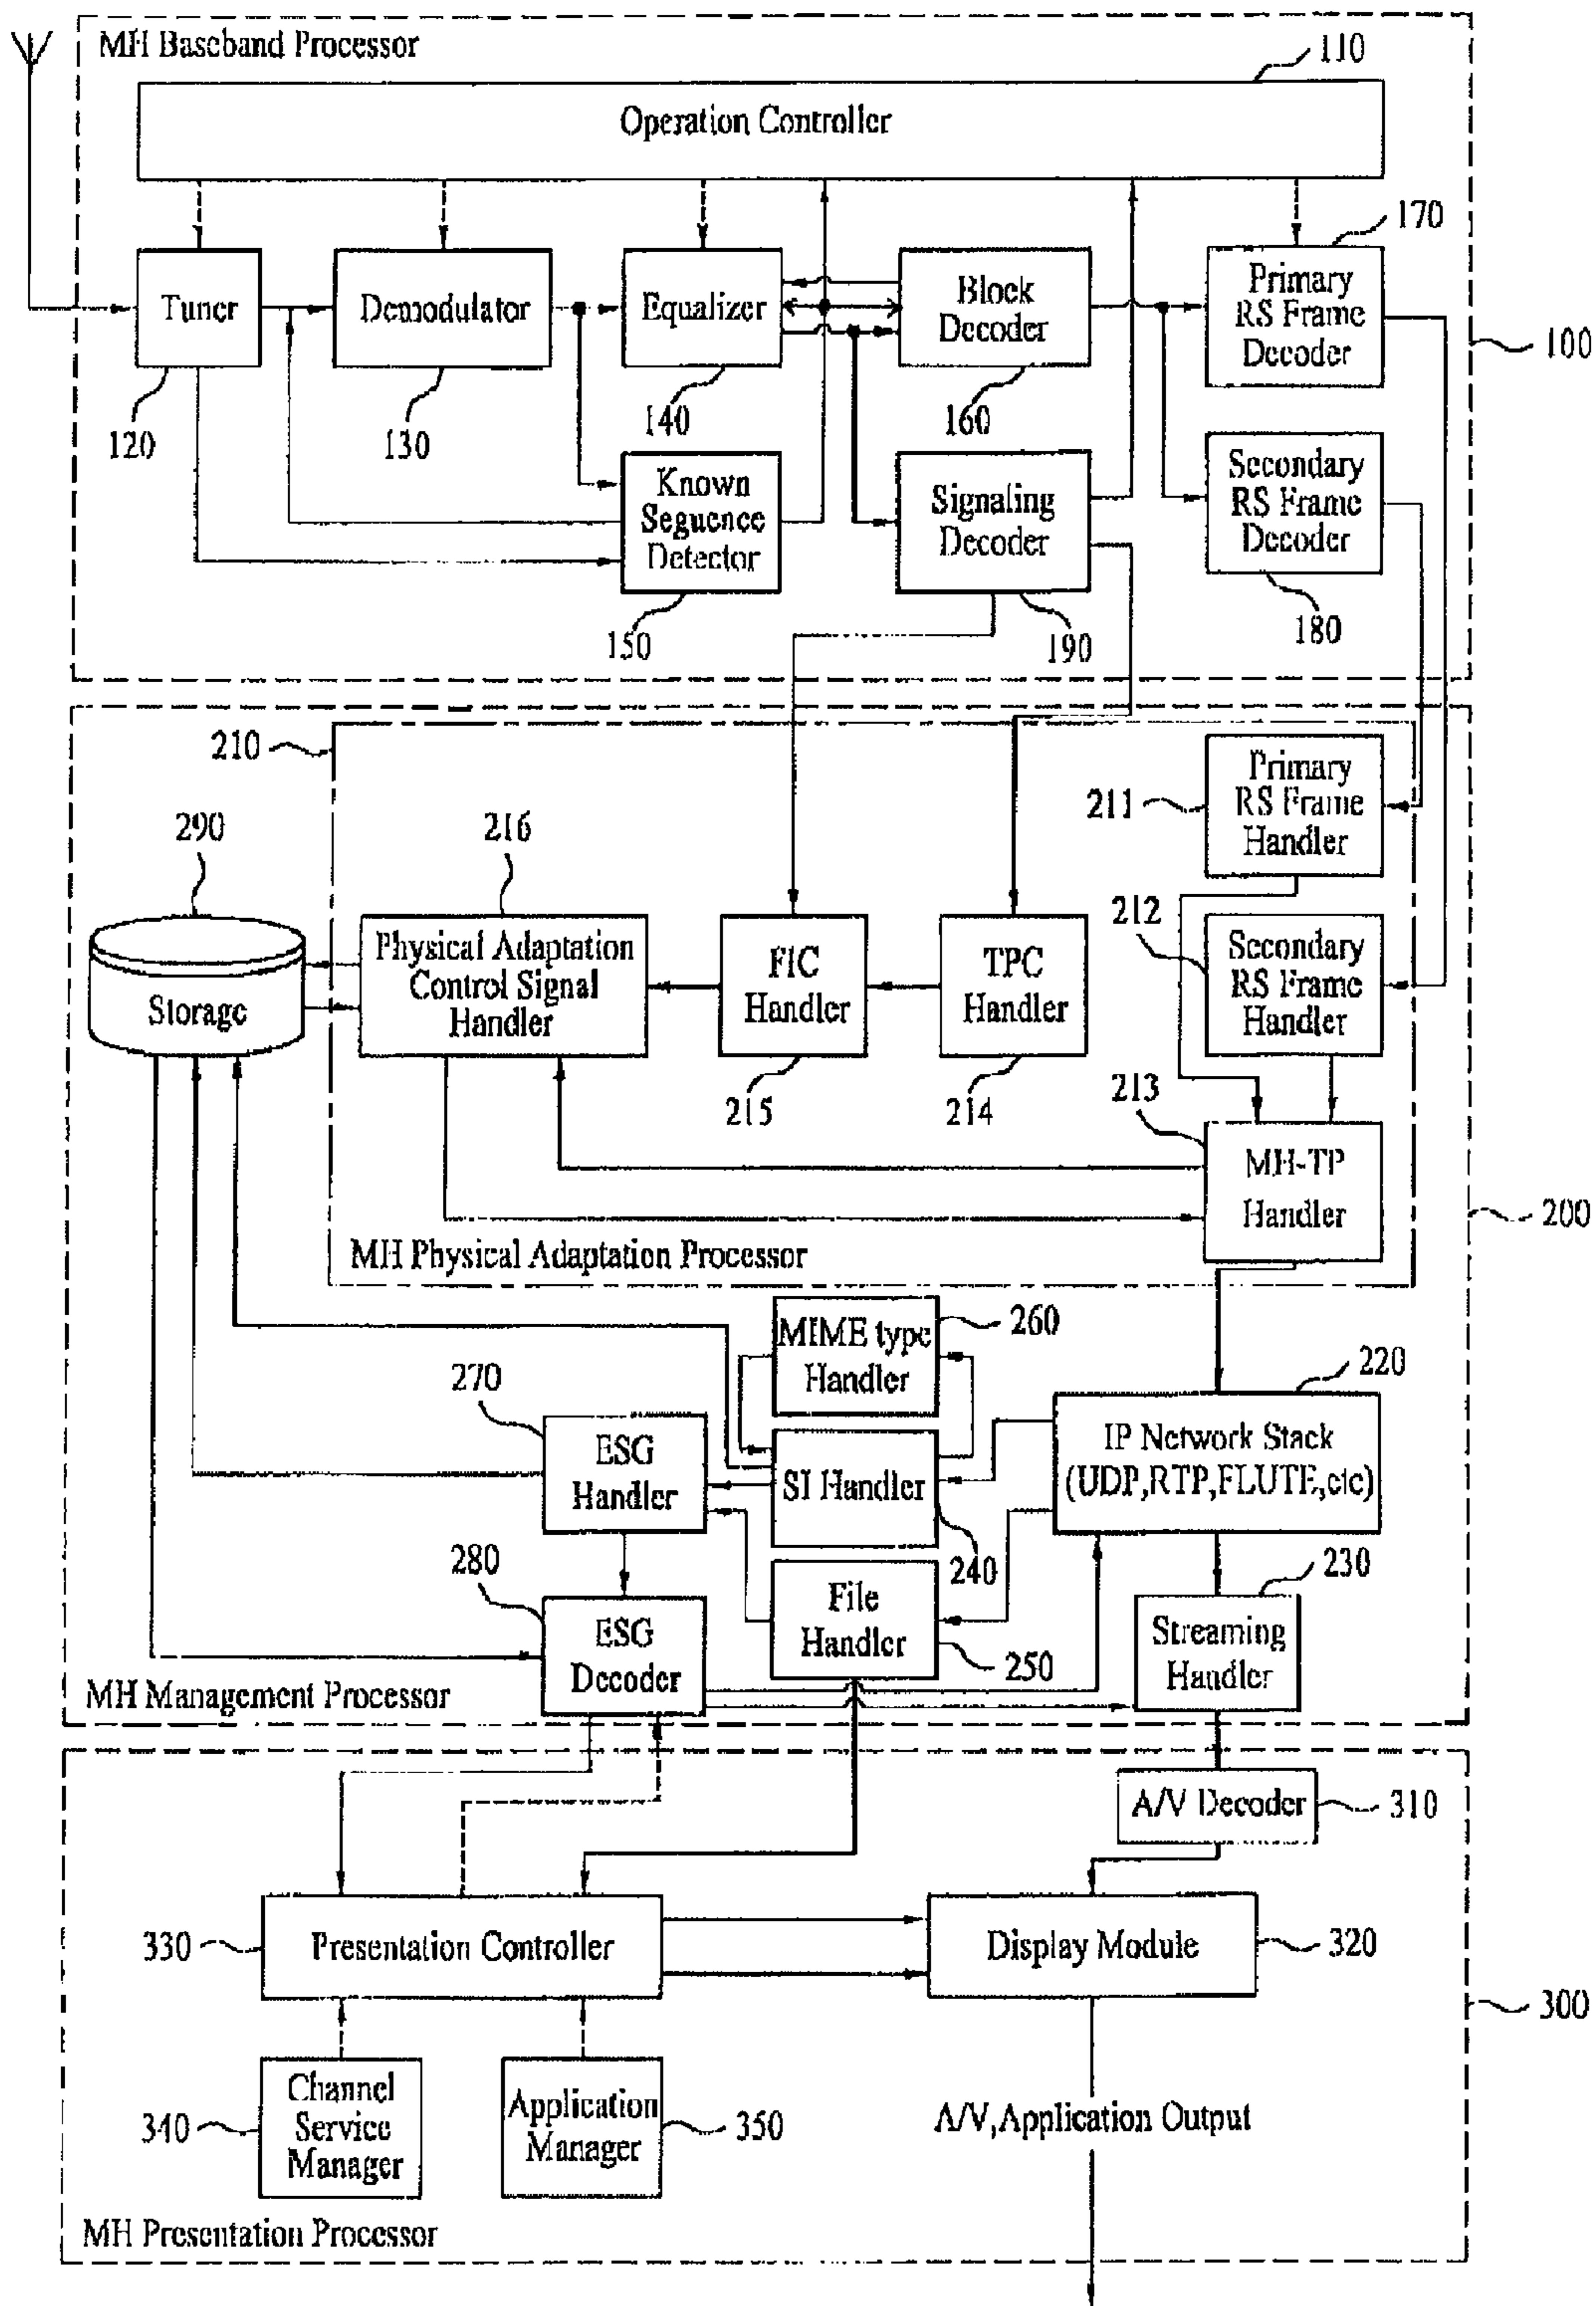 MH Baseband Processor
110
Operation Controller
170
Tuner
Demodulator
Equalizer
Block
Decoder
Primary
RS Frame
Decoder
100
120
130
140
160
Known
Seguence
Detector
Signaling
Decoder
Secondary
RS Frame
Decoder
150
190
180
210
Primary
RS Frame
Handler
211
290
216
212
Storage
Physical Adaptation
Control Signal
Handler
FIC
Handler
TPC
Handler
Secondary
RS Frame
Handler
215
214
213
MH-TP
Handler
200
MH Physical Adaptation Processor
MIME type
Handler
260
270
220
ESG
Handler
SI Handler
IP Network Stack
(UDP,RTP,FLUTE,etc)
280
240
230
ESG
Decoder
File
Handler
250
Streaming
Handler
MH Management Processor
A/V Decoder
310
330
Presentation Controller
Display Module
320
300
340
Channel
Service
Manager
Application
Manager
350
A/V,Application Output
MH Presentation Processor